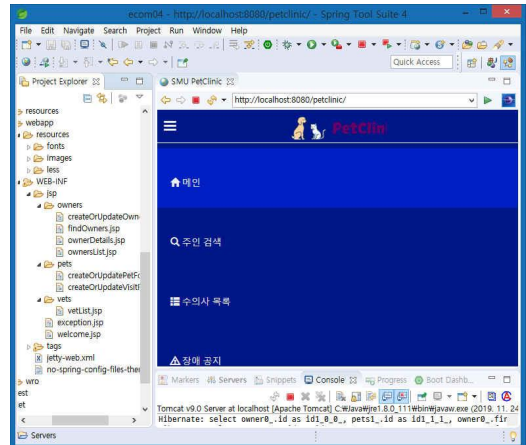 ecom04 - http://localhost:8080/petclinic/ - Spring Tool Suite 4
File Edit Navigate Search Project Run Window Help
Quick Access
Project Explorer
SMU PetClinic
http://localhost:8080/petclinic/
resources
webapp
resources
fonts
images
less
WEB-INF
jsp
owners
createOrUpdateOwn
findOwners.jsp
ownerDetails.jsp
ownersList.jsp
pets
createOrUpdatePetFo
createOrUpdateVisitF
vets
vetList.jsp
exception.jsp
welcome.jsp
tags
jetty-web.xml
no-spring-config-files-ther
wro
est
et
PetClin
메인
주인 검색
수의사 목록
장애 공지
Markers Servers Snippets Console Progress Boot Dashb...
Tomcat v9.0 Server at localhost [Apache Tomcat] C:₩Java₩jre1.8.0_111₩bin₩javaw.exe (2019. 11. 24
Hibernate: select owner0_.id as id1_0_0_, pets1_.id as id1_1_1_, owner0_.fir
Servers